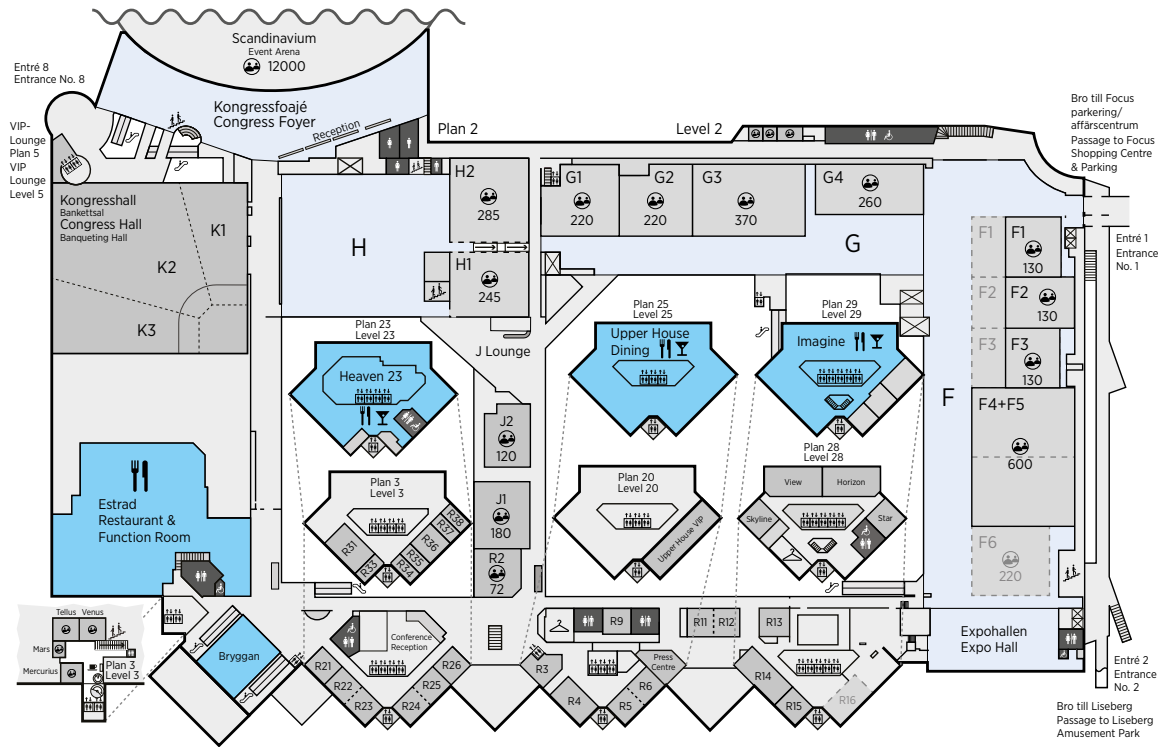 Scandinavium
Event Arena
12000
Entré 8
Entrance No. 8
Kongressfoajé
Congress Foyer
Reception
Plan 2
Level 2
Bro till Focus
parkering/
affärscentrum
Passage to Focus
Shopping Centre
& Parking
VIP-
Lounge
Plan 5
VIP
Lounge
Level 5
Kongresshall
Bankettsal
Congress Hall
Banqueting Hall
K1
K2
K3
H
H2
285
H1
245
G1
220
G2
220
G3
370
G4
260
G
F1
F1
130
F2
F2
130
F3
F3
130
F
F4+F5
600
F6
220
Entré 1
Entrance
No. 1
J Lounge
Plan 23
Level 23
Heaven 23
Plan 25
Level 25
Upper House
Dining
Plan 29
Level 29
Imagine
J2
120
J1
180
R2
72
Plan 3
Level 3
R31
R33
R34
R35
R36
R37
R38
Plan 20
Level 20
Upper House VIP
Plan 28
Level 28
View
Horizon
Skyline
Star
Estrad
Restaurant &
Function Room
Tellus
Venus
Mars
Mercurius
Plan 3
Level 3
Bryggan
Conference
Reception
R21
R22
R23
R24
R25
R26
R3
R4
R5
R6
Press
Centre
R9
R11
R12
R13
R14
R15
R16
Expohallen
Expo Hall
Entré 2
Entrance
No. 2
Bro till Liseberg
Passage to Liseberg
Amusement Park